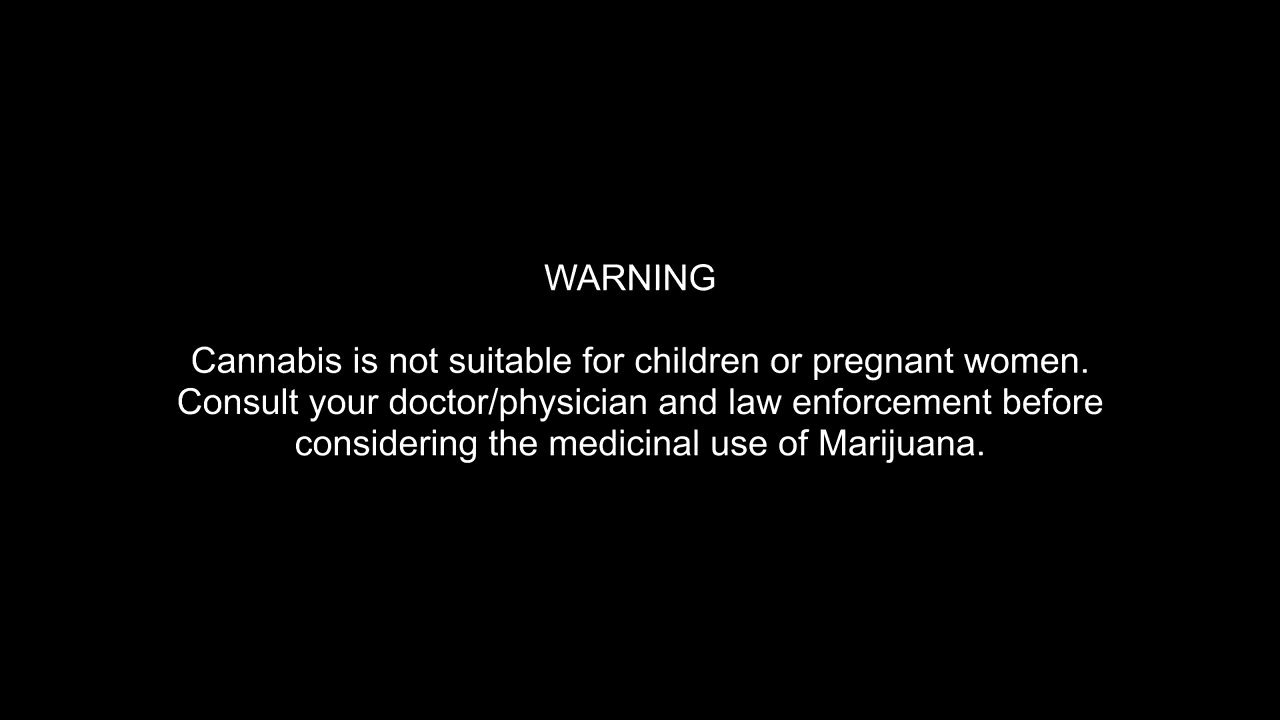 WARNING
Cannabis is not suitable for children or pregnant women.
Consult your doctor/physician and law enforcement before
considering the medicinal use of Marijuana.